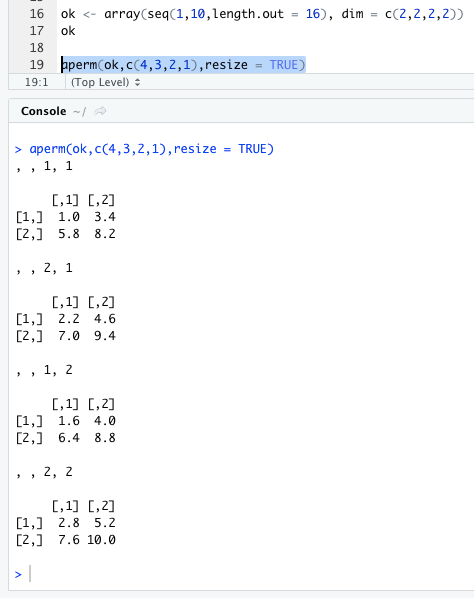 16 ok <- array(seq(1,10,length.out = 16), dim = c(2,2,2,2))
17 ok
18
19 aperm(ok,c(4,3,2,1),resize = TRUE)
19:1 (Top Level)
Console ~/
> aperm(ok,c(4,3,2,1),resize = TRUE)
, , 1, 1
[,1] [,2]
[1,] 1.0 3.4
[2,] 5.8 8.2
, , 2, 1
[,1] [,2]
[1,] 2.2 4.6
[2,] 7.0 9.4
, , 1, 2
[,1] [,2]
[1,] 1.6 4.0
[2,] 6.4 8.8
, , 2, 2
[,1] [,2]
[1,] 2.8 5.2
[2,] 7.6 10.0
>